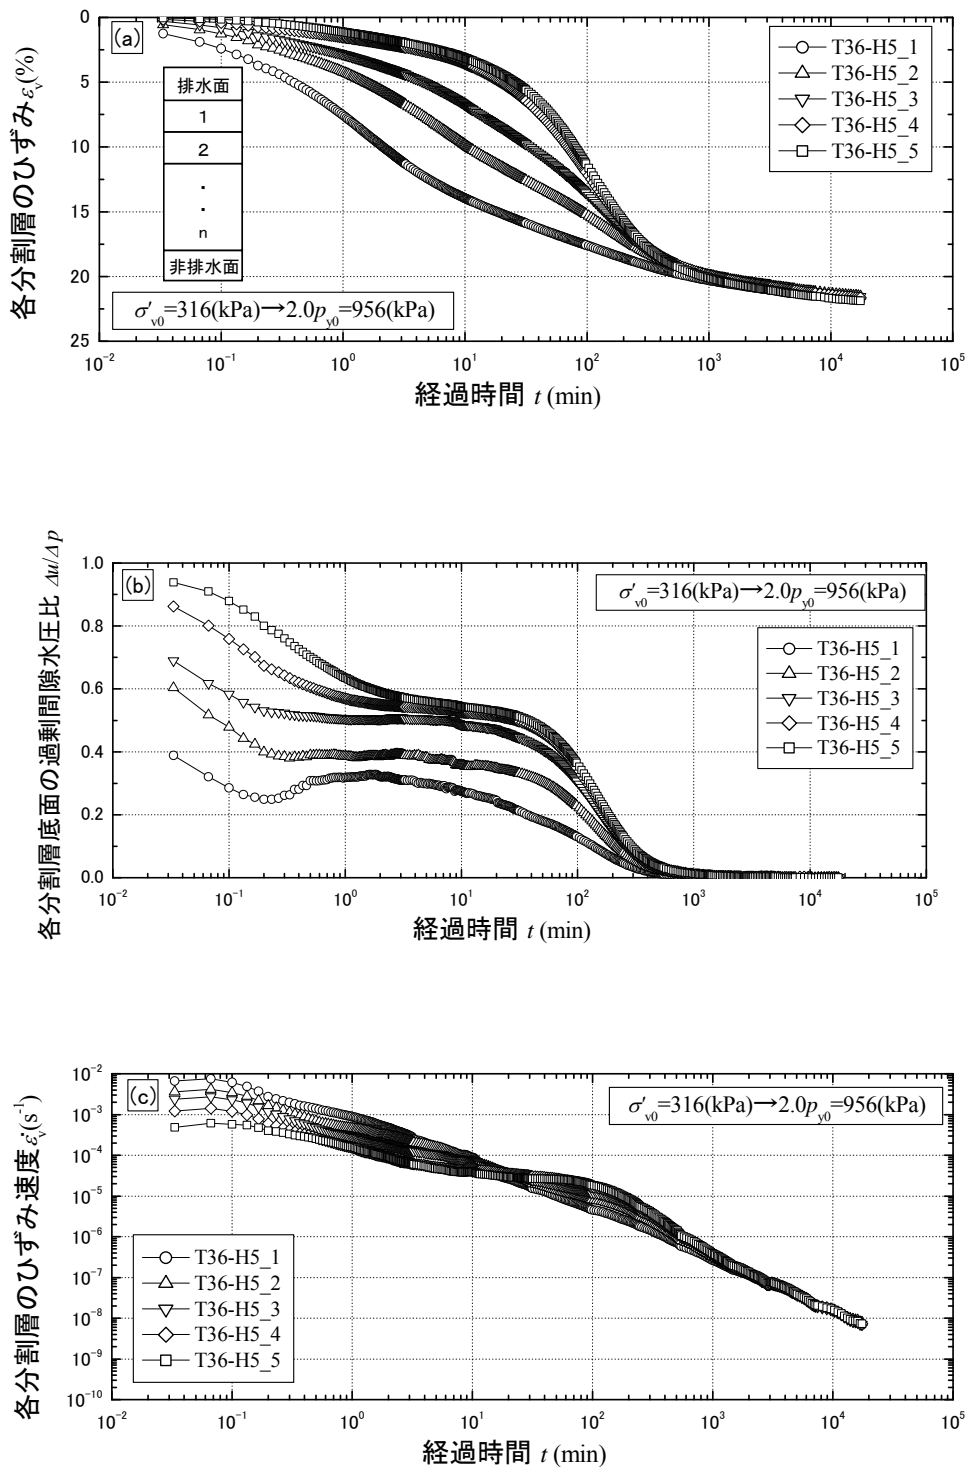 各分割層のひずみ εv(%)
0
5
10
15
20
25
(a)
排水面
1
2
・
・
n
非排水面
T36-H5_1
T36-H5_2
T36-H5_3
T36-H5_4
T36-H5_5
σ'v0=316(kPa)→2.0py0=956(kPa)
10⁻² 10⁻¹ 10⁰ 10¹ 10² 10³ 10⁴ 10⁵
経過時間 t (min)
各分割層底面の過剰間隙水圧比 Δu/Δp
1.0
0.8
0.6
0.4
0.2
0.0
(b)
σ'v0=316(kPa)→2.0py0=956(kPa)
T36-H5_1
T36-H5_2
T36-H5_3
T36-H5_4
T36-H5_5
10⁻² 10⁻¹ 10⁰ 10¹ 10² 10³ 10⁴ 10⁵
経過時間 t (min)
各分割層のひずみ速度 ε̇v(s⁻¹)
10⁻²
10⁻³
10⁻⁴
10⁻⁵
10⁻⁶
10⁻⁷
10⁻⁸
10⁻⁹
10⁻¹⁰
(c)
σ'v0=316(kPa)→2.0py0=956(kPa)
T36-H5_1
T36-H5_2
T36-H5_3
T36-H5_4
T36-H5_5
10⁻² 10⁻¹ 10⁰ 10¹ 10² 10³ 10⁴ 10⁵
経過時間 t (min)